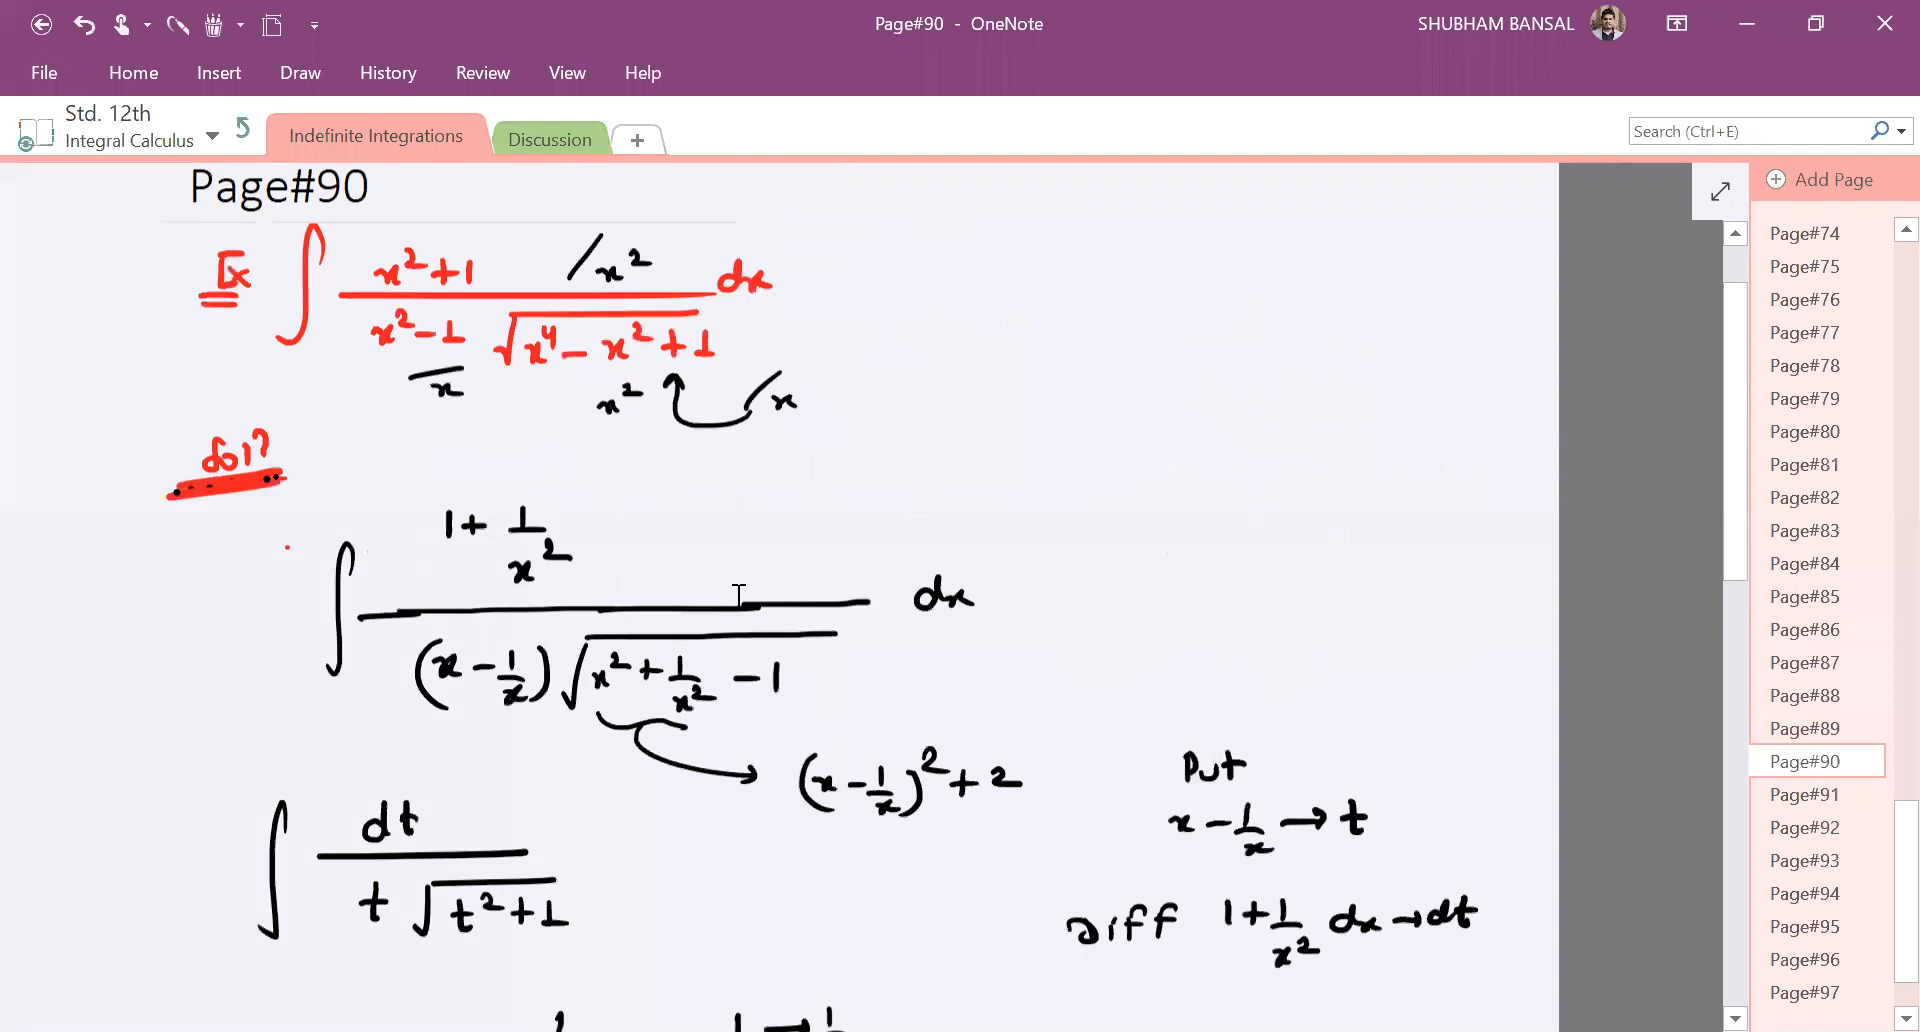 Page#90 - OneNote
SHUBHAM BANSAL
File Home Insert Draw History Review View Help
Std. 12th
Integral Calculus
Indefinite Integrations
Discussion
+
Search (Ctrl+E)
Page#90
Add Page
Ex ∫ x²+1 /x² dx
x²-1 √x⁴-x²+1
x x² /x
Solⁿ
1+ 1/x²
∫ dx
(x-1/x) √x²+1/x²-1
(x-1/x)²+2
Put
x-1/x → t
∫ dt
t √t²+1
Diff 1+1/x² dx → dt
Page#74
Page#75
Page#76
Page#77
Page#78
Page#79
Page#80
Page#81
Page#82
Page#83
Page#84
Page#85
Page#86
Page#87
Page#88
Page#89
Page#90
Page#91
Page#92
Page#93
Page#94
Page#95
Page#96
Page#97